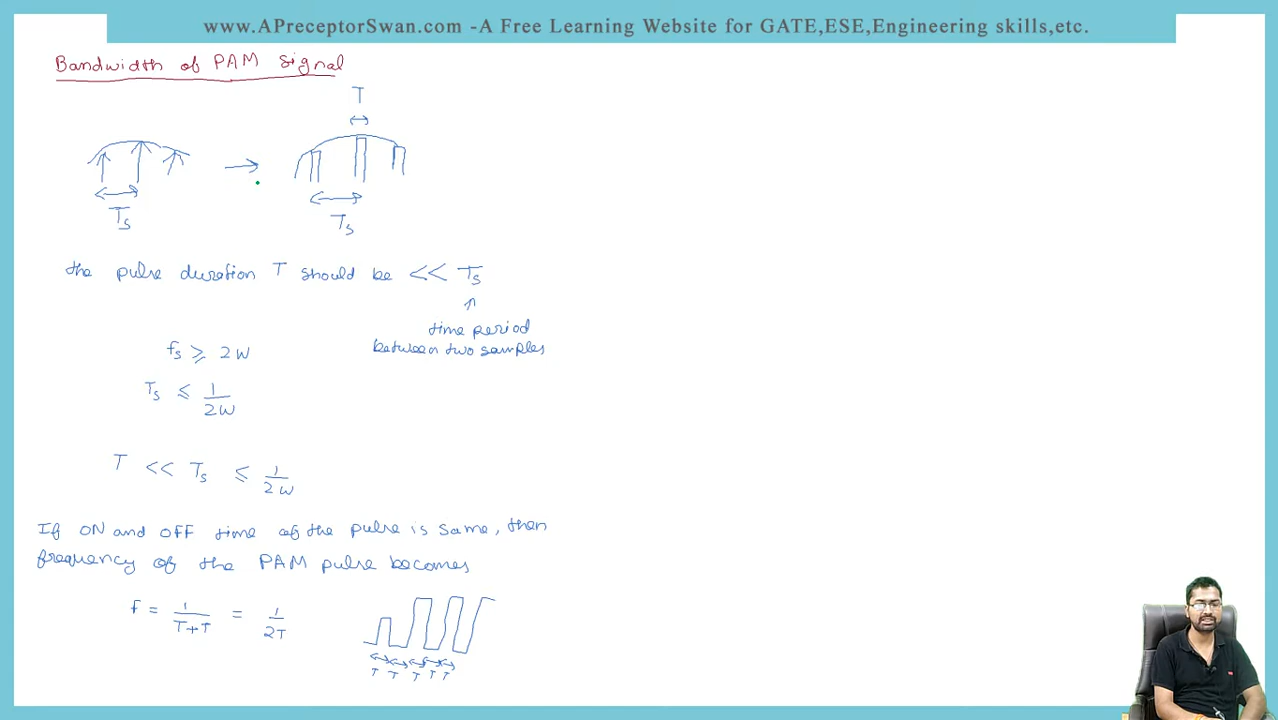 www.APreceptorSwan.com -A Free Learning Website for GATE,ESE,Engineering skills,etc.
Bandwidth of PAM Signal
T
Ts
Ts
the pulse duration T should be << Ts
↑
time period
between two samples
fs ≥ 2W
Ts ≤ 1/2W
T << Ts ≤ 1/2W
If ON and OFF time of the pulse is same, then
frequency of the PAM pulse becomes
f = 1/T+T = 1/2T
T T T T T